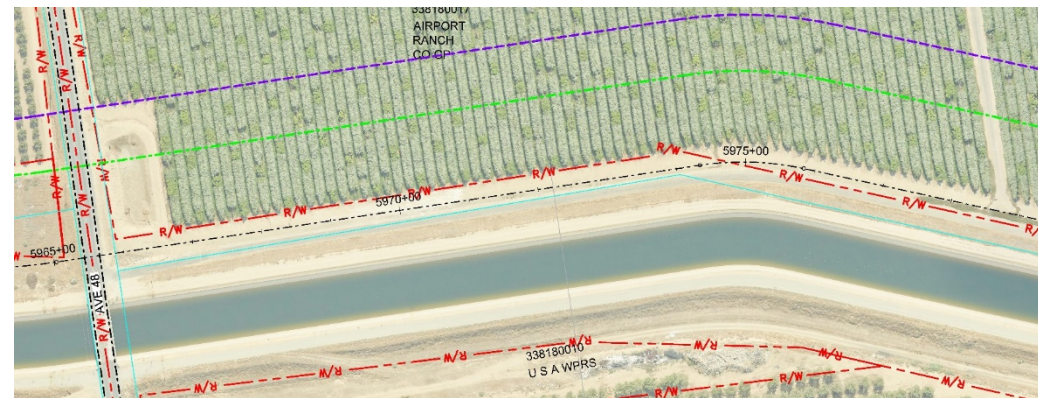 338180017
AIRPORT
RANCH
CO GP
R/W
R/W
R/W
R/W
R/W
R/W
R/W
R/W
R/W
R/W
R/W
R/W
W
5975+00
5970+00
5965+00
AVE 48
R/W
R/
338180010
U S A WPRS
R/W
R/W
R/W
R/W
R/W
R/W
R/W
R/W
R/W